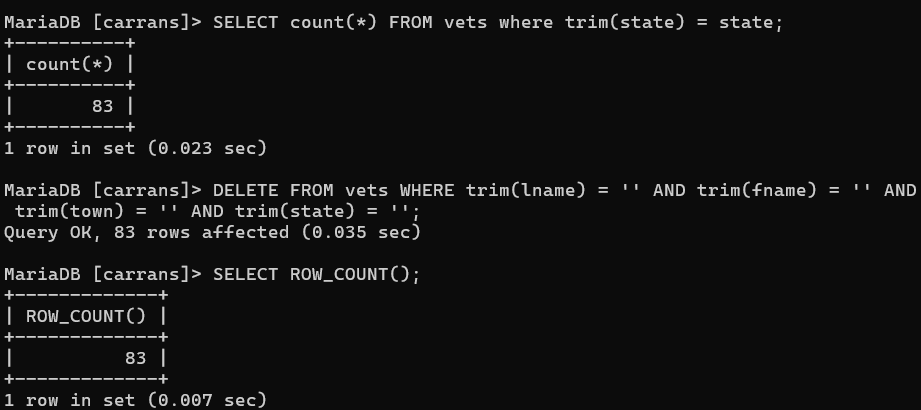 MariaDB [carrans]> SELECT count(*) FROM vets where trim(state) = state;
+----------+
| count(*) |
+----------+
|       83 |
+----------+
1 row in set (0.023 sec)

MariaDB [carrans]> DELETE FROM vets WHERE trim(lname) = '' AND trim(fname) = '' AND
 trim(town) = '' AND trim(state) = '';
Query OK, 83 rows affected (0.035 sec)

MariaDB [carrans]> SELECT ROW_COUNT();
+-------------+
| ROW_COUNT() |
+-------------+
|          83 |
+-------------+
1 row in set (0.007 sec)